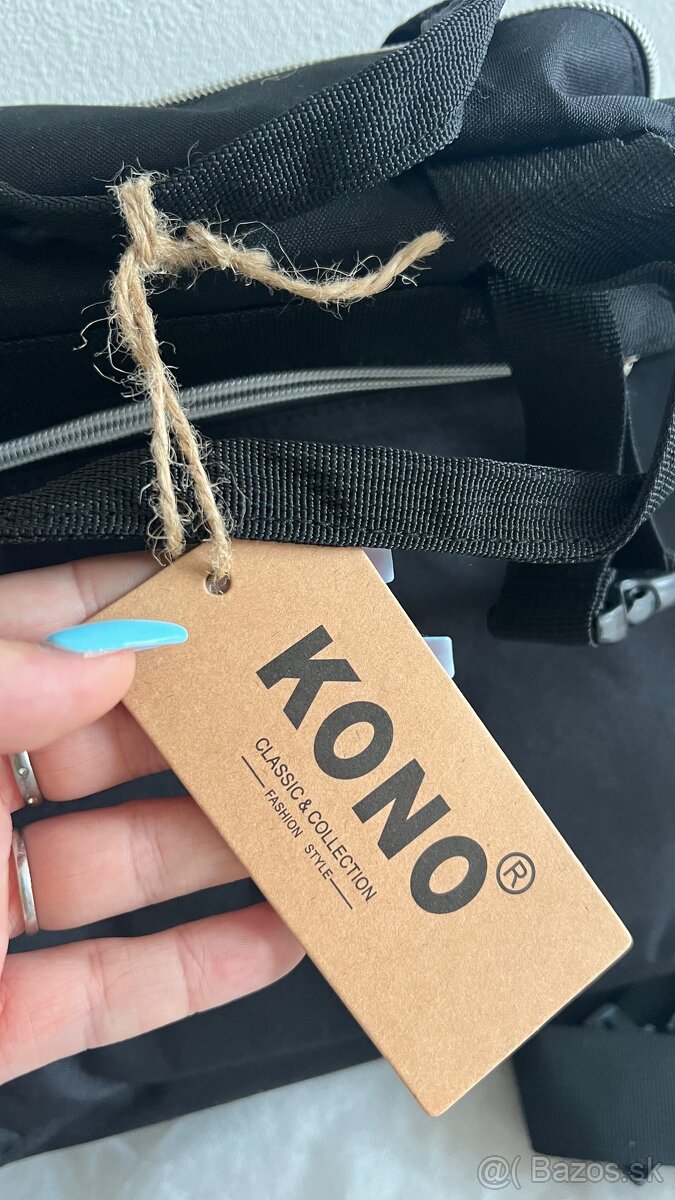 KONO®
CLASSIC & COLLECTION
FASHION STYLE
@( Bazos.sk